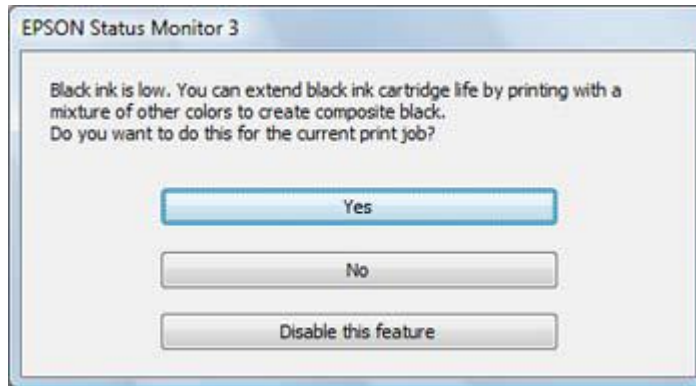 EPSON Status Monitor 3
Black ink is low. You can extend black ink cartridge life by printing with a
mixture of other colors to create composite black.
Do you want to do this for the current print job?
Yes
No
Disable this feature